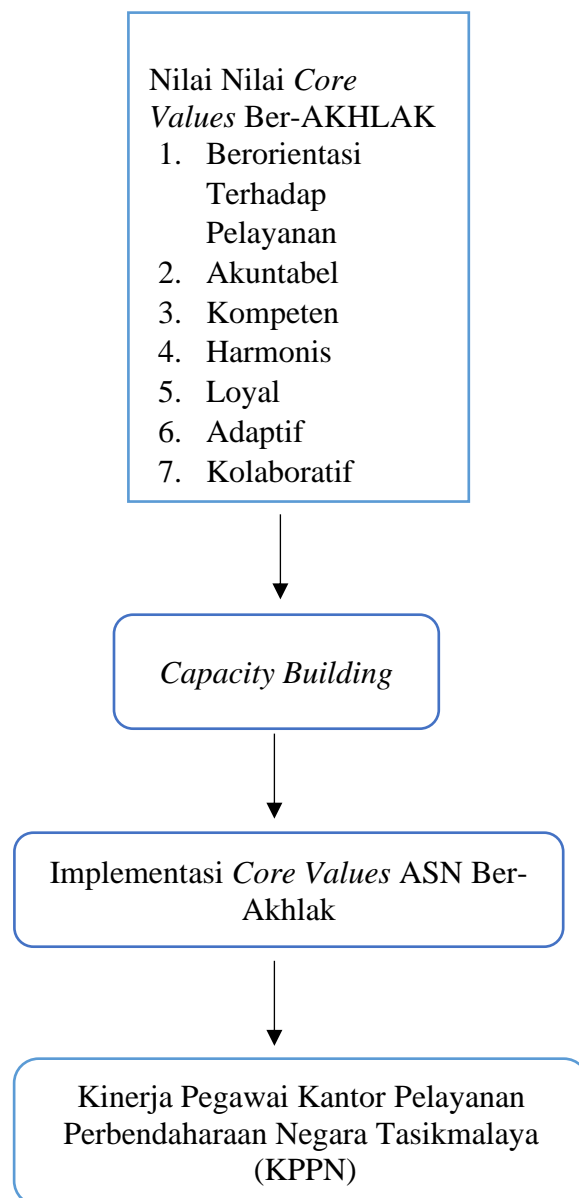 Nilai Nilai Core
Values Ber-AKHLAK
1. Berorientasi
Terhadap
Pelayanan
2. Akuntabel
3. Kompeten
4. Harmonis
5. Loyal
6. Adaptif
7. Kolaboratif
Capacity Building
Implementasi Core Values ASN Ber-
Akhlak
Kinerja Pegawai Kantor Pelayanan
Perbendaharaan Negara Tasikmalaya
(KPPN)